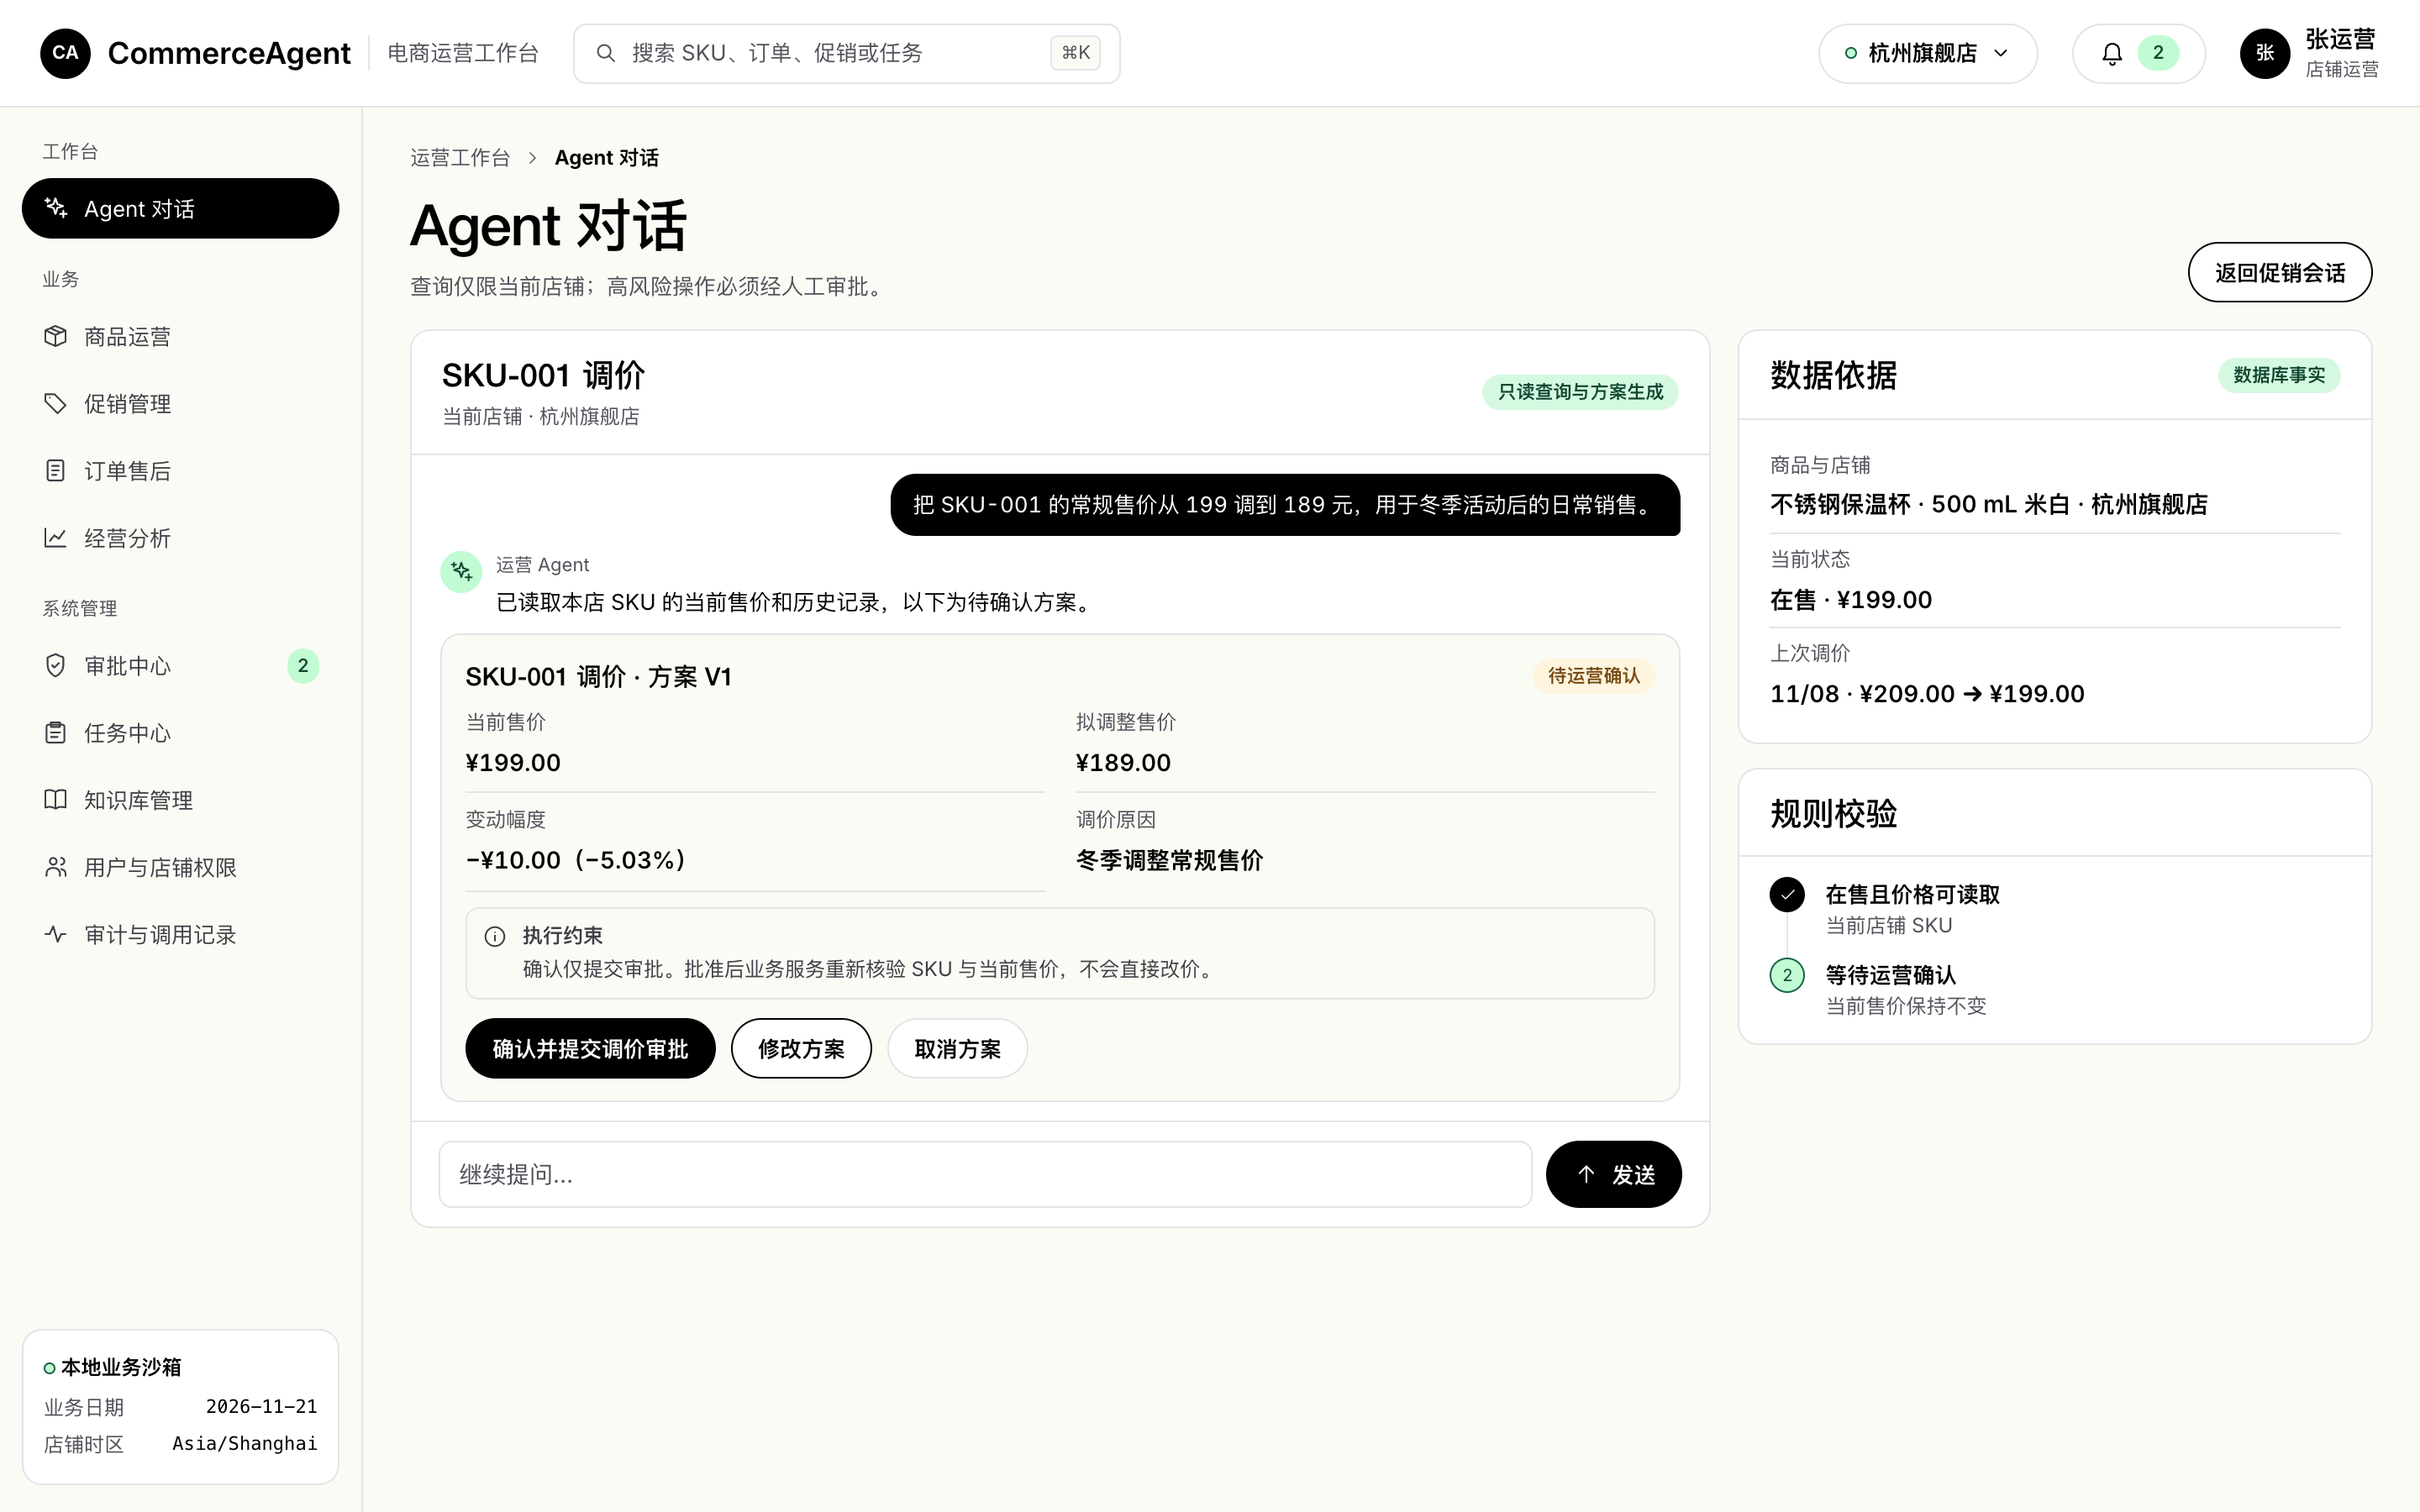 CA CommerceAgent 电商运营工作台 搜索 SKU、订单、促销或任务 ⌘K 杭州旗舰店 2 张 张运营
店铺运营
工作台
Agent 对话
业务
商品运营
促销管理
订单售后
经营分析
系统管理
审批中心 2
任务中心
知识库管理
用户与店铺权限
审计与调用记录
本地业务沙箱
业务日期 2026-11-21
店铺时区 Asia/Shanghai
运营工作台 > Agent 对话
Agent 对话
查询仅限当前店铺；高风险操作必须经人工审批。
返回促销会话
SKU-001 调价
当前店铺 · 杭州旗舰店
只读查询与方案生成
把 SKU-001 的常规售价从 199 调到 189 元，用于冬季活动后的日常销售。
运营 Agent
已读取本店 SKU 的当前售价和历史记录，以下为待确认方案。
SKU-001 调价 · 方案 V1 待运营确认
当前售价 拟调整售价
¥199.00 ¥189.00
变动幅度 调价原因
−¥10.00（−5.03%） 冬季调整常规售价
执行约束
确认仅提交审批。批准后业务服务重新核验 SKU 与当前售价，不会直接改价。
确认并提交调价审批 修改方案 取消方案
继续提问... ↑ 发送
数据依据 数据库事实
商品与店铺
不锈钢保温杯 · 500 mL 米白 · 杭州旗舰店
当前状态
在售 · ¥199.00
上次调价
11/08 · ¥209.00 → ¥199.00
规则校验
在售且价格可读取
当前店铺 SKU
2 等待运营确认
当前售价保持不变